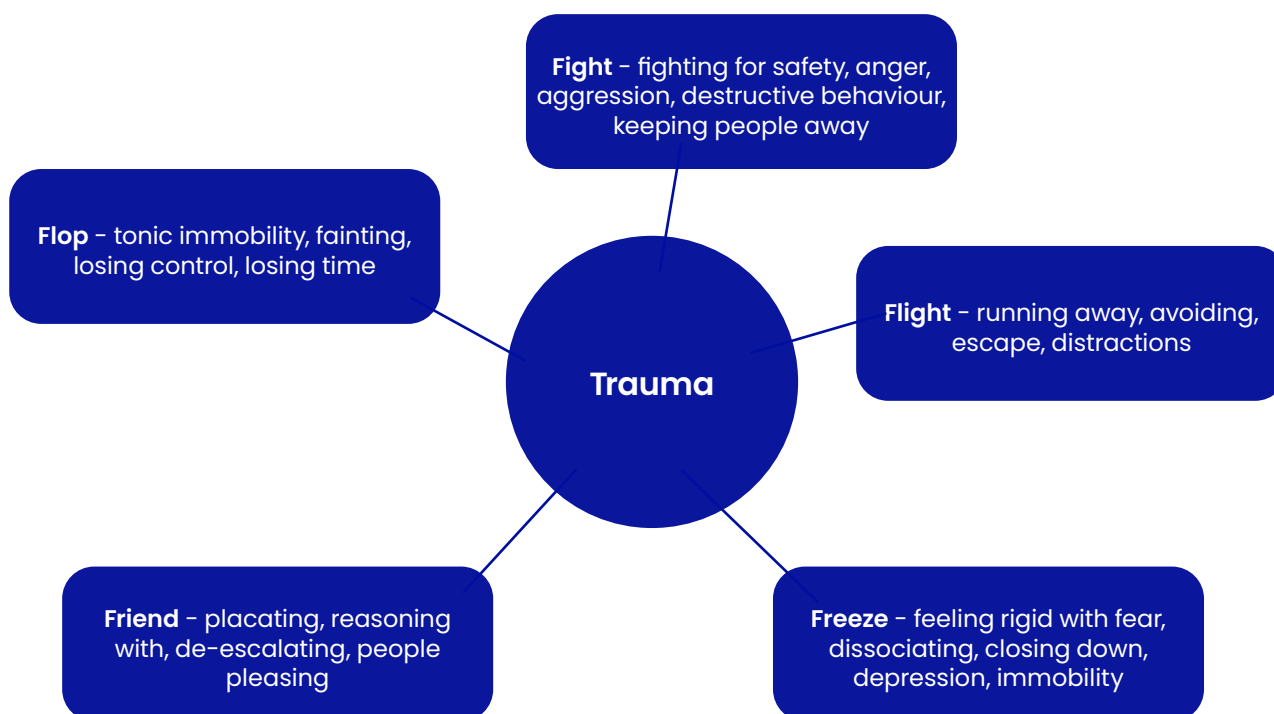 Fight - fighting for safety, anger,
aggression, destructive behaviour,
keeping people away
Flop - tonic immobility, fainting,
losing control, losing time
Flight - running away, avoiding,
escape, distractions
Trauma
Friend - placating, reasoning
with, de-escalating, people
pleasing
Freeze - feeling rigid with fear,
dissociating, closing down,
depression, immobility